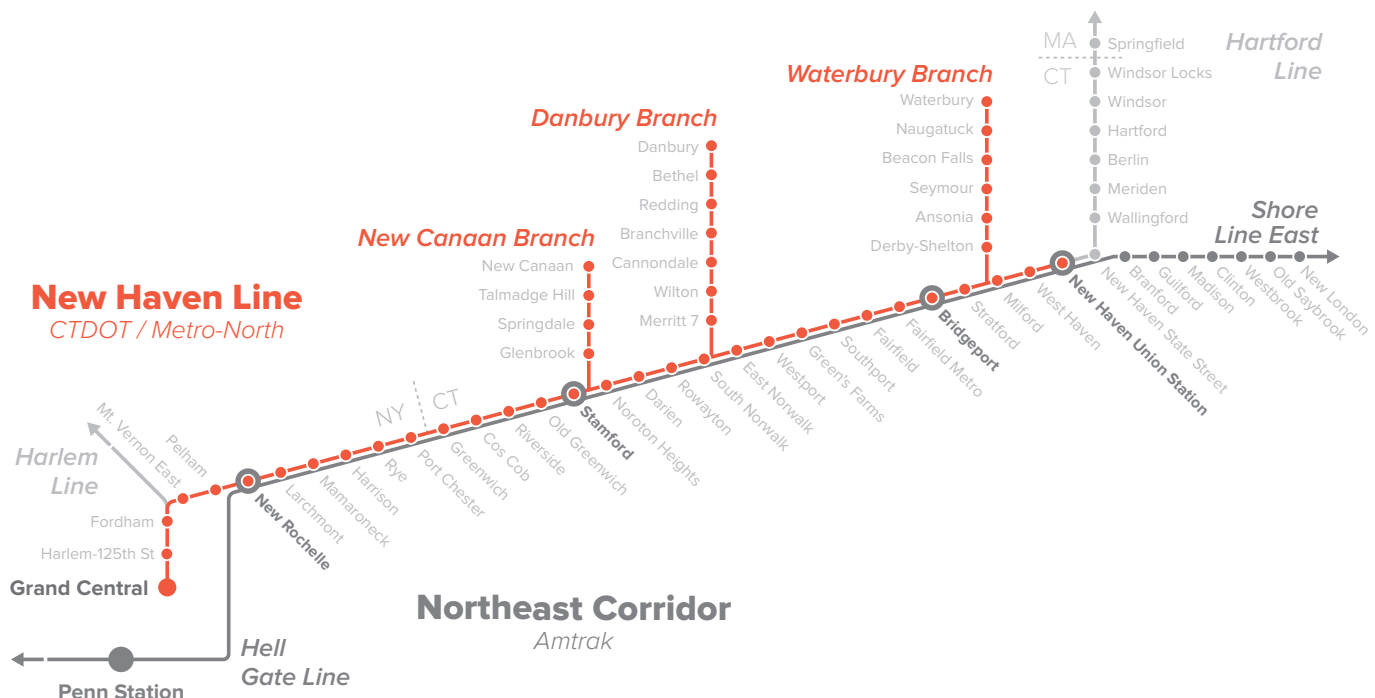 MA
Springfield
Hartford
Line
CT
Windsor Locks
Windsor
Hartford
Berlin
Meriden
Wallingford
Waterbury Branch
Waterbury
Naugatuck
Beacon Falls
Seymour
Ansonia
Derby-Shelton
Danbury Branch
Danbury
Bethel
Redding
Branchville
Cannondale
Wilton
Merritt 7
New Canaan Branch
New Canaan
Talmadge Hill
Springdale
Glenbrook
Shore
Line East
New Haven Line
CTDOT / Metro-North
NY
CT
Harlem
Line
Mt. Vernon East
Pelham
Fordham
Harlem-125th St
Grand Central
New Rochelle
Larchmont
Mamaroneck
Harrison
Rye
Port Chester
Greenwich
Cos Cob
Riverside
Old Greenwich
Stamford
Noroton Heights
Darien
Rowayton
South Norwalk
East Norwalk
Westport
Green's Farms
Southport
Fairfield
Fairfield Metro
Bridgeport
Stratford
Milford
West Haven
New Haven Union Station
New Haven State Street
Branford
Guilford
Madison
Clinton
Westbrook
Old Saybrook
New London
Northeast Corridor
Amtrak
Hell
Gate Line
Penn Station